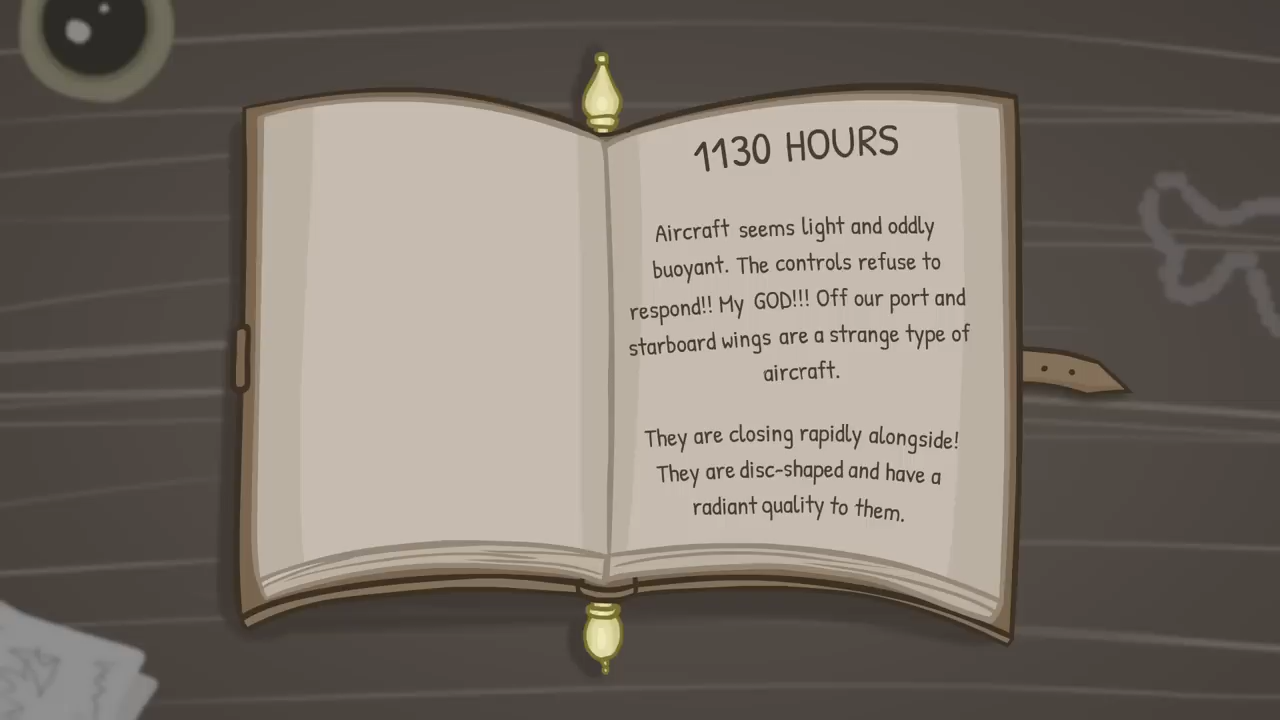 1130 HOURS
Aircraft seems light and oddly
buoyant. The controls refuse to
respond!! My GOD!!! Off our port and
starboard wings are a strange type of
aircraft.
They are closing rapidly alongside!
They are disc-shaped and have a
radiant quality to them.